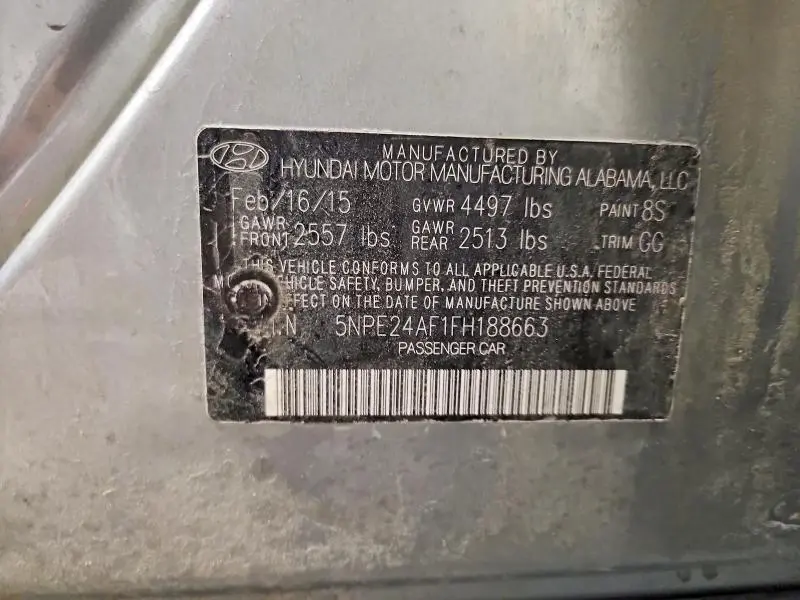 MANUFACTURED BY
HYUNDAI MOTOR MANUFACTURING ALABAMA, LLC
Feb/16/15 GVWR 4497 lbs PAINT 8S
GAWR FRONT 2557 lbs GAWR REAR 2513 lbs TRIM GG
THIS VEHICLE CONFORMS TO ALL APPLICABLE U.S.A. FEDERAL
VEHICLE SAFETY, BUMPER, AND THEFT PREVENTION STANDARDS
EFFECT ON THE DATE OF MANUFACTURE SHOWN ABOVE
5NPE24AF1FH188663
PASSENGER CAR